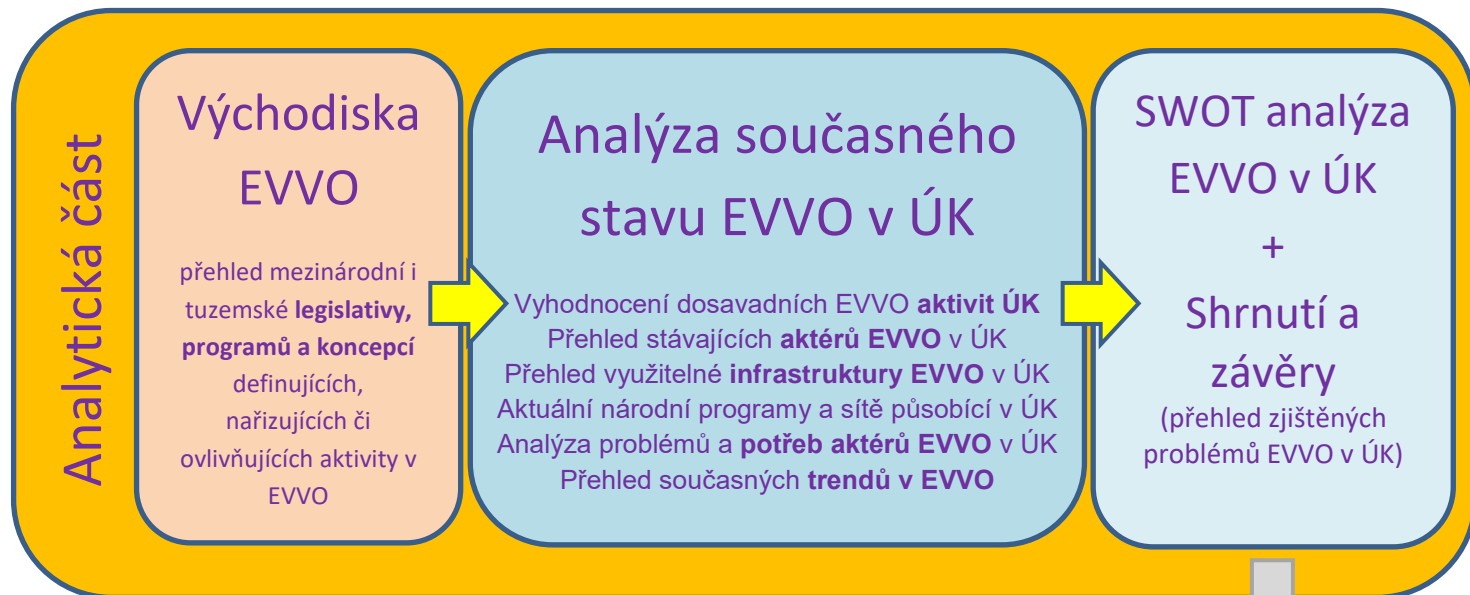 Analytická část
Východiska
EVVO
přehled mezinárodní i
tuzemské legislativy,
programů a koncepcí
definujících,
nařizujících či
ovlivňujících aktivity v
EVVO
Analýza současného
stavu EVVO v ÚK
Vyhodnocení dosavadních EVVO aktivit ÚK
Přehled stávajících aktérů EVVO v ÚK
Přehled využitelné infrastruktury EVVO v ÚK
Aktuální národní programy a sítě působící v ÚK
Analýza problémů a potřeb aktérů EVVO v ÚK
Přehled současných trendů v EVVO
SWOT analýza
EVVO v ÚK
+
Shrnutí a
závěry
(přehled zjištěných
problémů EVVO v ÚK)